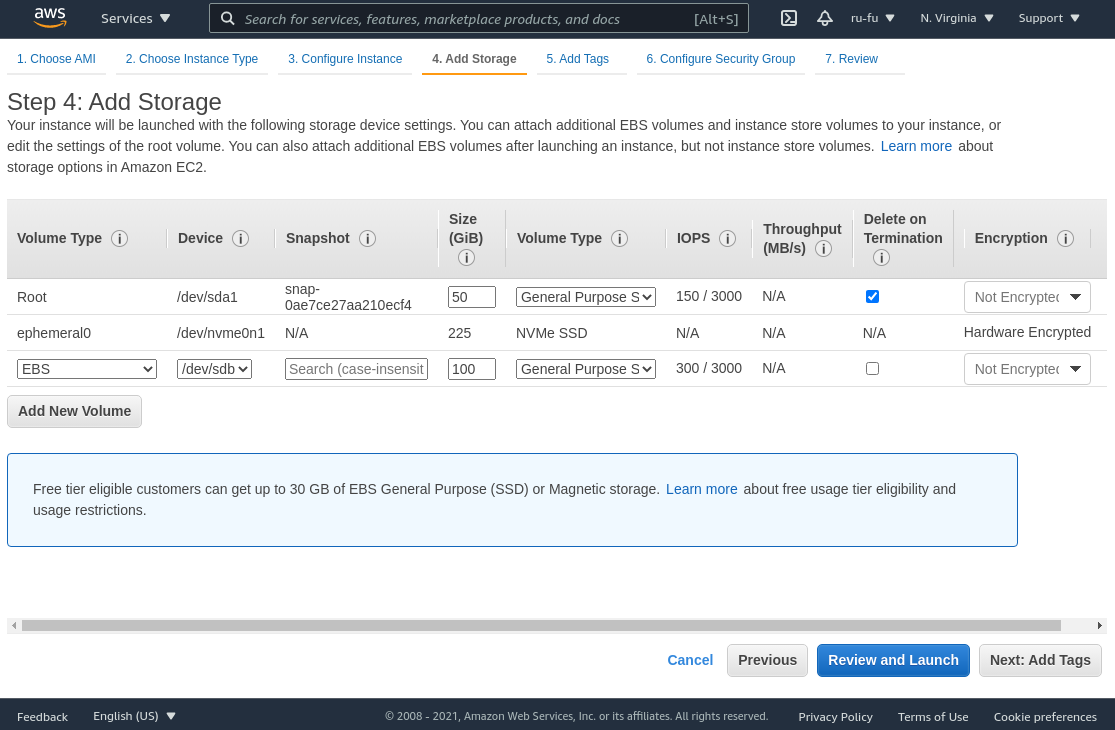 aws
Services
Search for services, features, marketplace products, and docs
[Alt+S]
ru-fu
N. Virginia
Support
1. Choose AMI
2. Choose Instance Type
3. Configure Instance
4. Add Storage
5. Add Tags
6. Configure Security Group
7. Review
Step 4: Add Storage
Your instance will be launched with the following storage device settings. You can attach additional EBS volumes and instance store volumes to your instance, or
edit the settings of the root volume. You can also attach additional EBS volumes after launching an instance, but not instance store volumes. Learn more about
storage options in Amazon EC2.
Volume Type
Device
Snapshot
Size
(GiB)
Volume Type
IOPS
Throughput
(MB/s)
Delete on
Termination
Encryption
Root
/dev/sda1
snap-
0ae7ce27aa210ecf4
50
General Purpose S
150 / 3000
N/A
Not Encrypted
ephemeral0
/dev/nvme0n1
N/A
225
NVMe SSD
N/A
N/A
N/A
Hardware Encrypted
EBS
/dev/sdb
Search (case-insensit
100
General Purpose S
300 / 3000
N/A
Not Encrypted
Add New Volume
Free tier eligible customers can get up to 30 GB of EBS General Purpose (SSD) or Magnetic storage. Learn more about free usage tier eligibility and
usage restrictions.
Cancel
Previous
Review and Launch
Next: Add Tags
Feedback
English (US)
© 2008 - 2021, Amazon Web Services, Inc. or its affiliates. All rights reserved.
Privacy Policy
Terms of Use
Cookie preferences